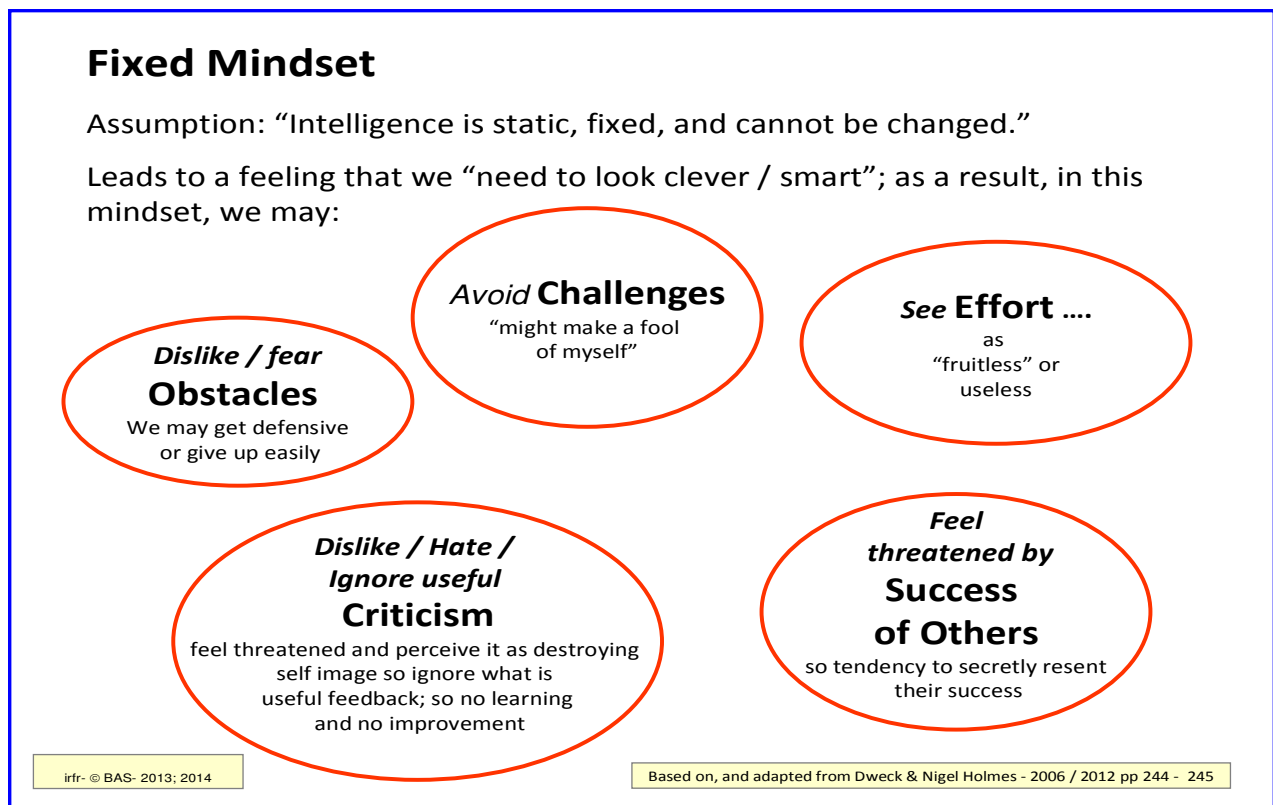 Fixed Mindset
Assumption: “Intelligence is static, fixed, and cannot be changed.”
Leads to a feeling that we “need to look clever / smart”; as a result, in this
mindset, we may:
Avoid Challenges
“might make a fool
of myself”
See Effort ....
as
“fruitless” or
useless
Dislike / fear
Obstacles
We may get defensive
or give up easily
Dislike / Hate /
Ignore useful
Criticism
feel threatened and perceive it as destroying
self image so ignore what is
useful feedback; so no learning
and no improvement
Feel
threatened by
Success
of Others
so tendency to secretly resent
their success
irfr- © BAS- 2013; 2014
Based on, and adapted from Dweck & Nigel Holmes - 2006 / 2012 pp 244 - 245